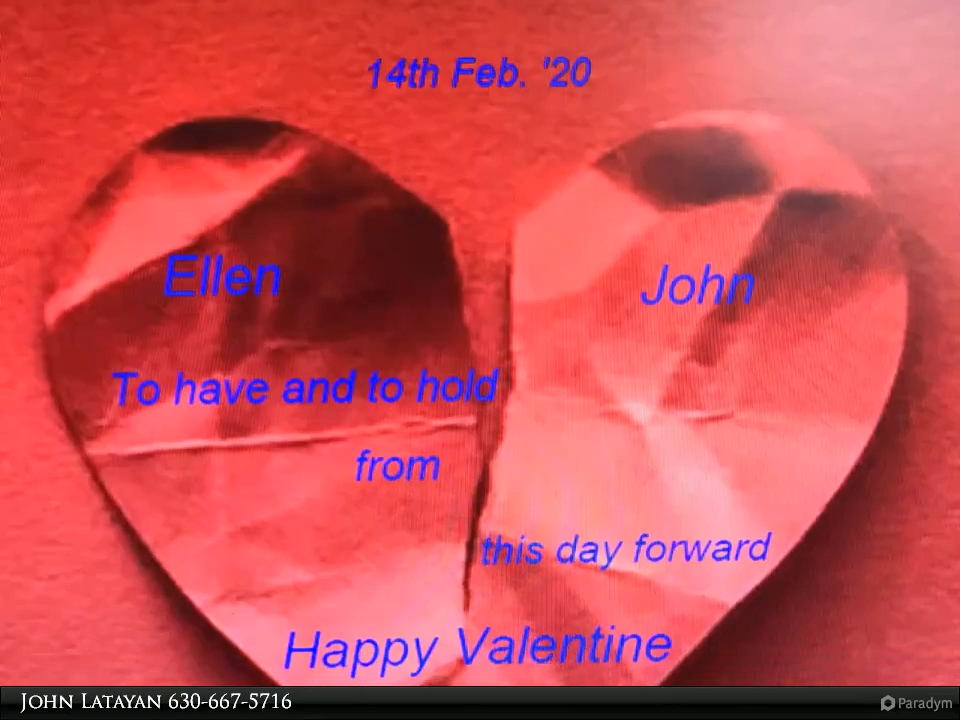 14th Feb. '20
Ellen
John
To have and to hold
from
this day forward
Happy Valentine
John Latayan 630-667-5716
Paradym